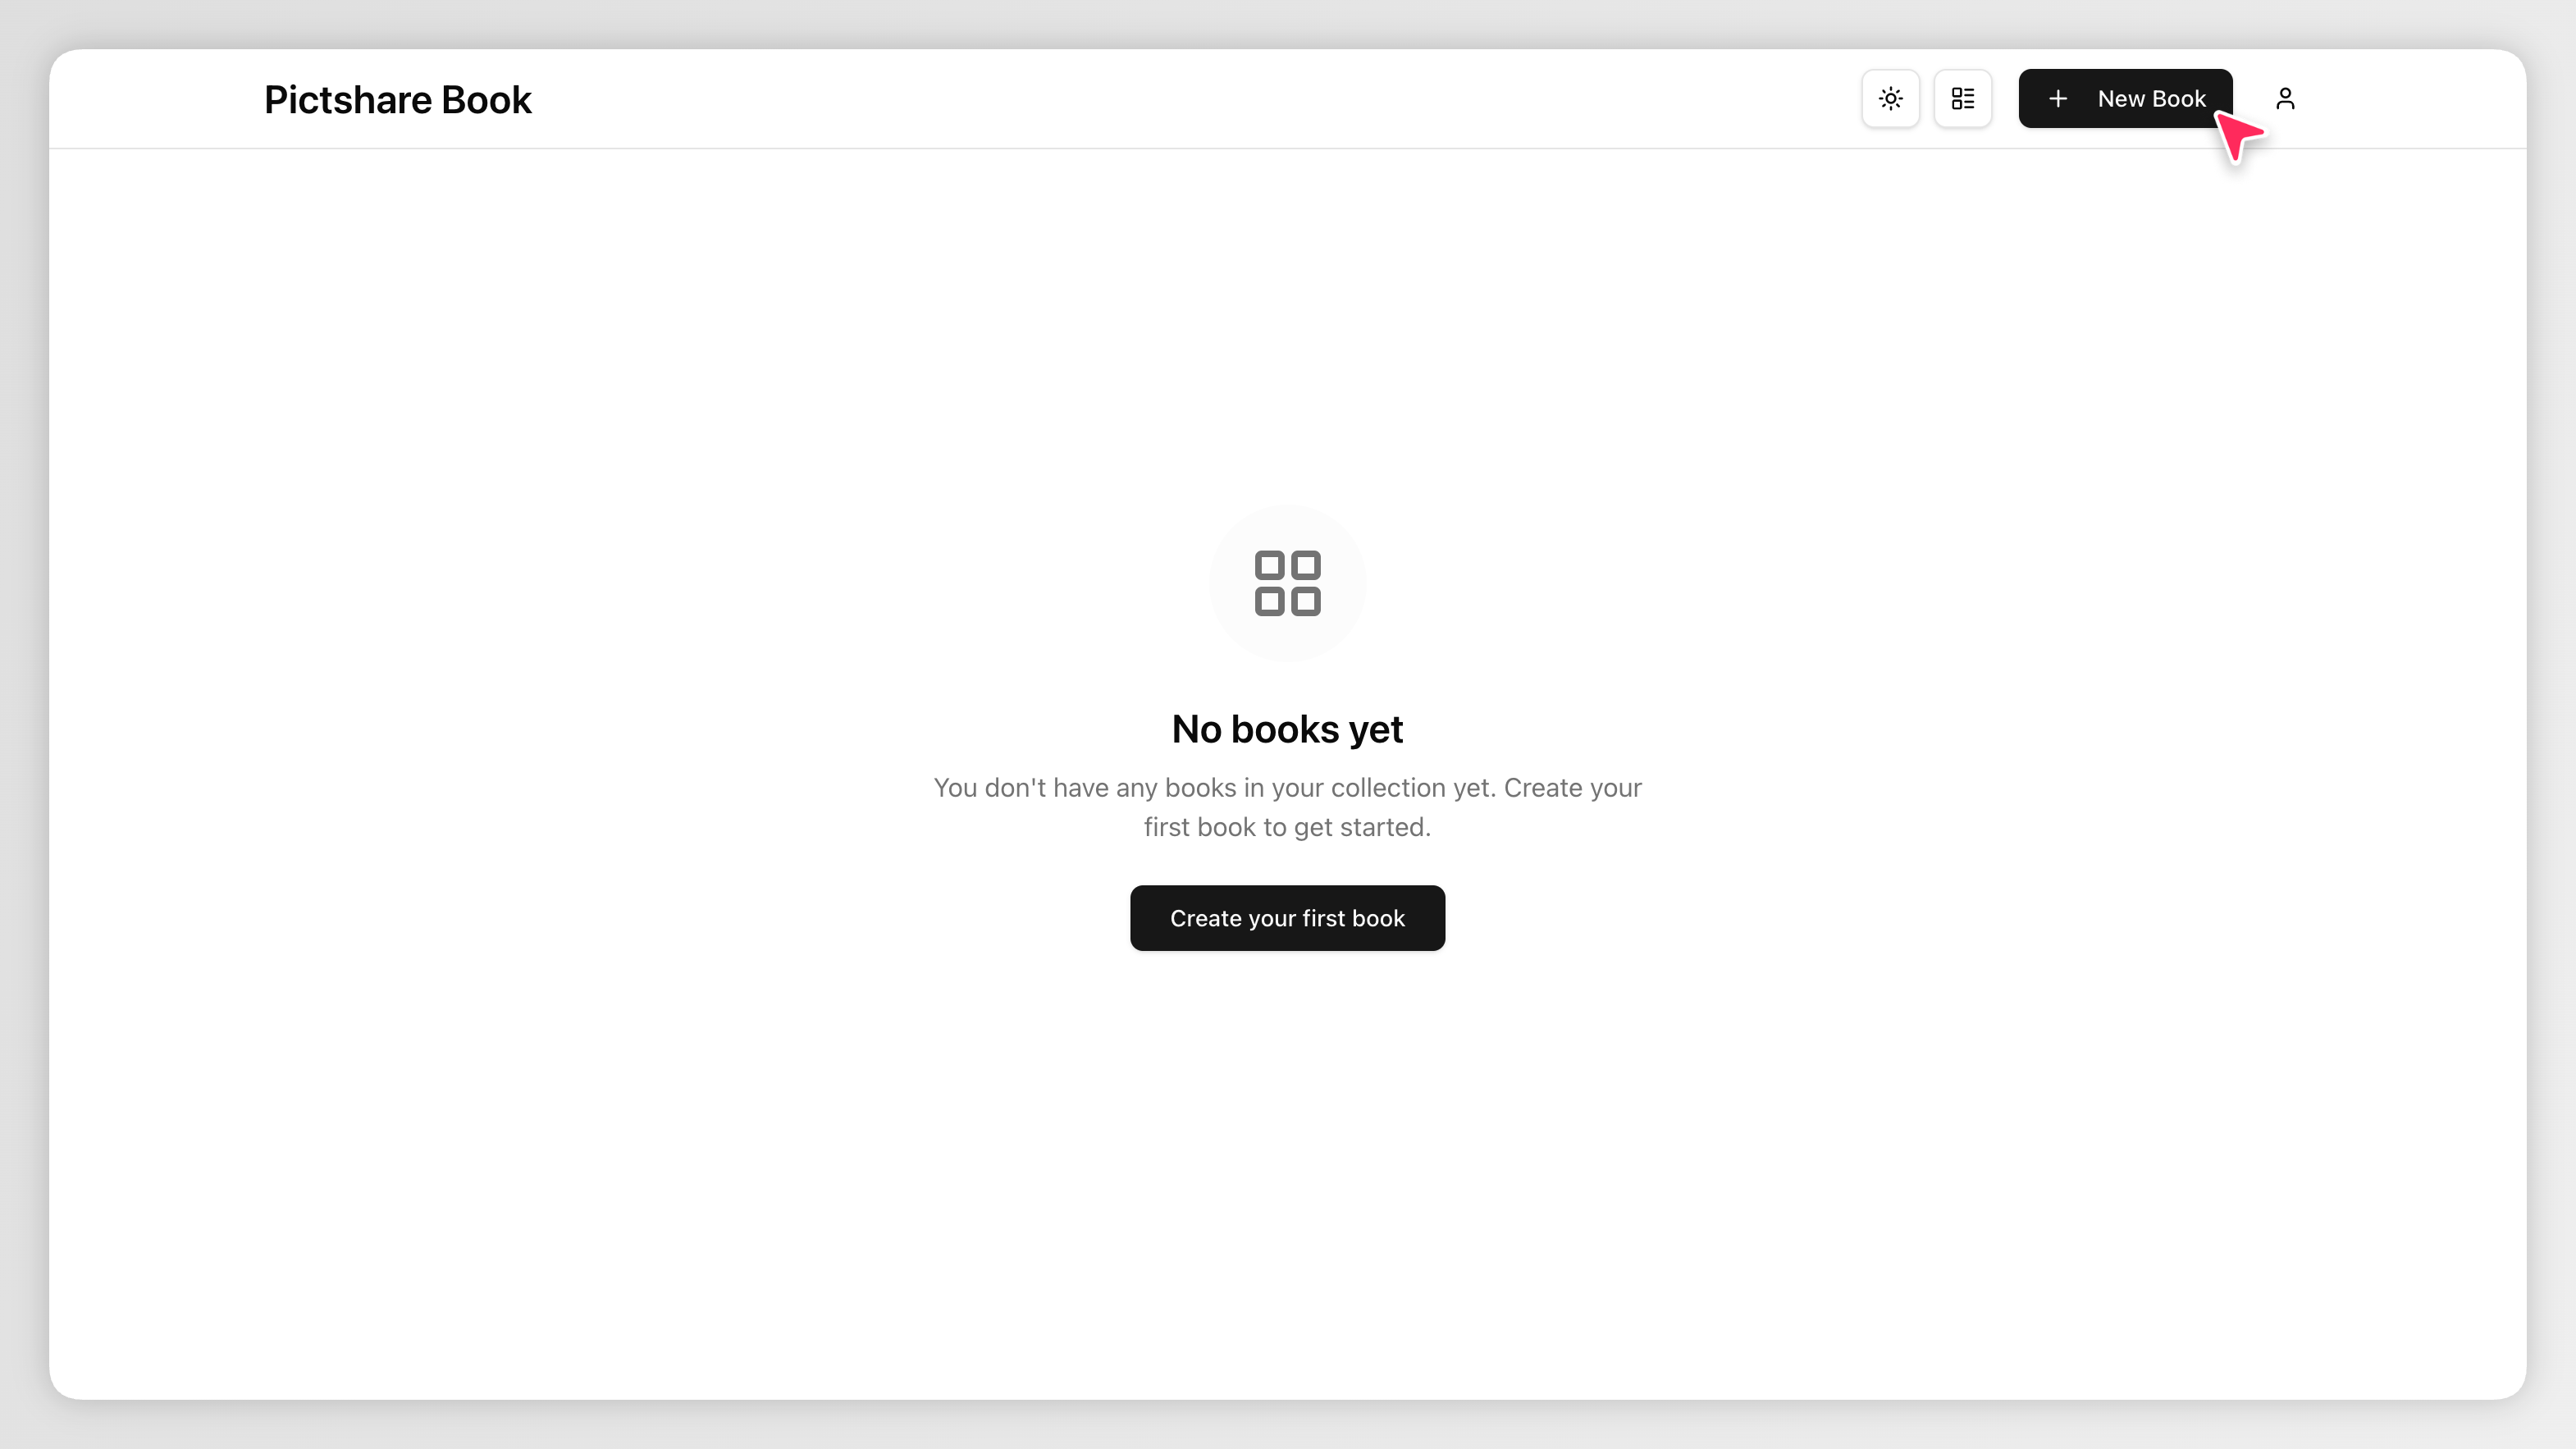 Pictshare Book
New Book
No books yet
You don't have any books in your collection yet. Create your
first book to get started.
Create your first book